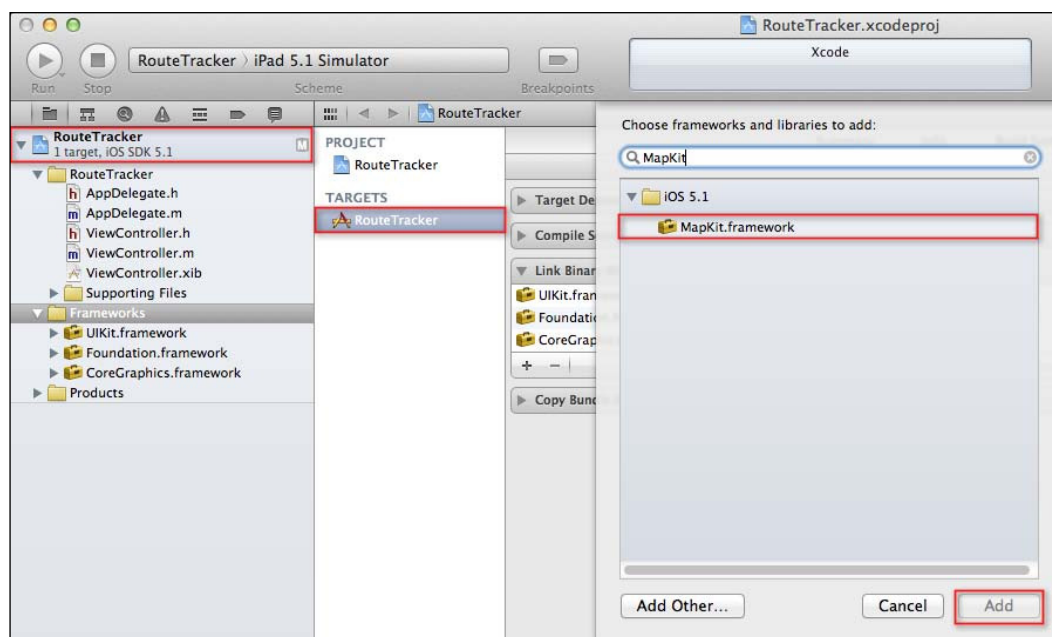 RouteTracker.xcodeproj
RouteTracker > iPad 5.1 Simulator
Xcode
Run
Stop
Scheme
Breakpoints
RouteTracker
1 target, iOS SDK 5.1
M
RouteTracker
h AppDelegate.h
m AppDelegate.m
h ViewController.h
m ViewController.m
ViewController.xib
Supporting Files
Frameworks
UIKit.framework
Foundation.framework
CoreGraphics.framework
Products
RouteTracker
PROJECT
RouteTracker
TARGETS
RouteTracker
Target De
Compile S
Link Binar
UIKit.fran
Foundatio
CoreGrap
+ −
Copy Bund
Choose frameworks and libraries to add:
MapKit
iOS 5.1
MapKit.framework
Add Other...
Cancel
Add